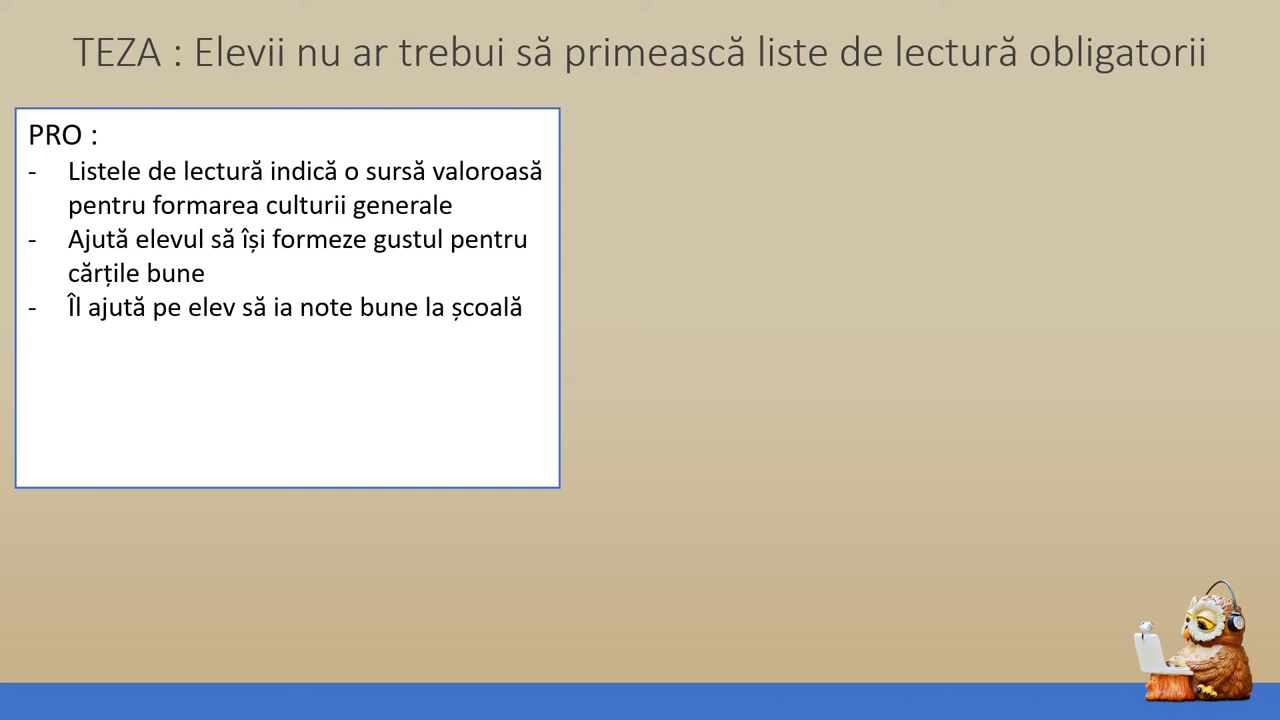 TEZA : Elevii nu ar trebui să primească liste de lectură obligatorii
PRO :
- Listele de lectură indică o sursă valoroasă
pentru formarea culturii generale
- Ajută elevul să își formeze gustul pentru
cărțile bune
- Îl ajută pe elev să ia note bune la școală